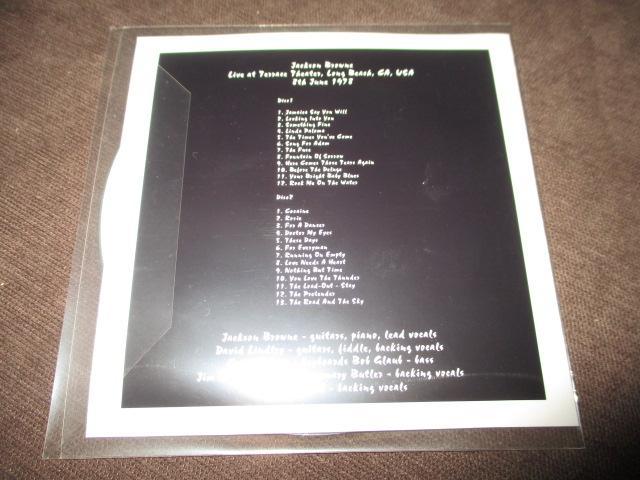 Jackson Browne
Live at Terrace Theater, Long Beach, CA, USA
8th June 1978
Disc1
1. Jamaica Say You Will
2. Looking Into You
3. Something Fine
4. Linda Paloma
5. The Times You've Come
6. Song For Adam
7. The Fuse
8. Fountain Of Sorrow
9. Here Comes Those Tears Again
10. Before The Deluge
11. Your Bright Baby Blues
12. Rock Me On The Water
Disc2
1. Cocaine
2. Rosie
3. For A Dancer
4. Doctor My Eyes
5. These Days
6. For Everyman
7. Running On Empty
8. Love Needs A Heart
9. Nothing But Time
10. You Love The Thunder
11. The Load-Out - Stay
12. The Pretender
13. The Road And The Sky
Jackson Browne - guitars, piano, lead vocals
David Lindley - guitars, fiddle, backing vocals
Bob Glaub - bass
Jim Butler - backing vocals
- backing vocals